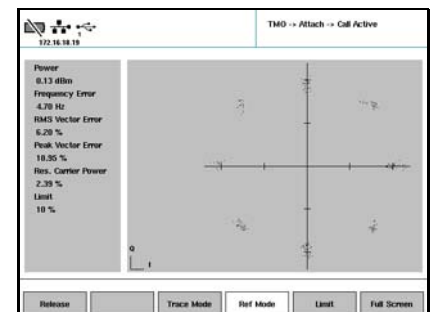 1
172.16.18.19
TMO -> Attach -> Call Active
Power
0.13 dBm
Frequency Error
4.70 Hz
RMS Vector Error
6.20 %
Peak Vector Error
10.95 %
Res. Carrier Power
2.39 %
Limit
10 %
Q
I
Release
Trace Mode
Ref Mode
Limit
Full Screen